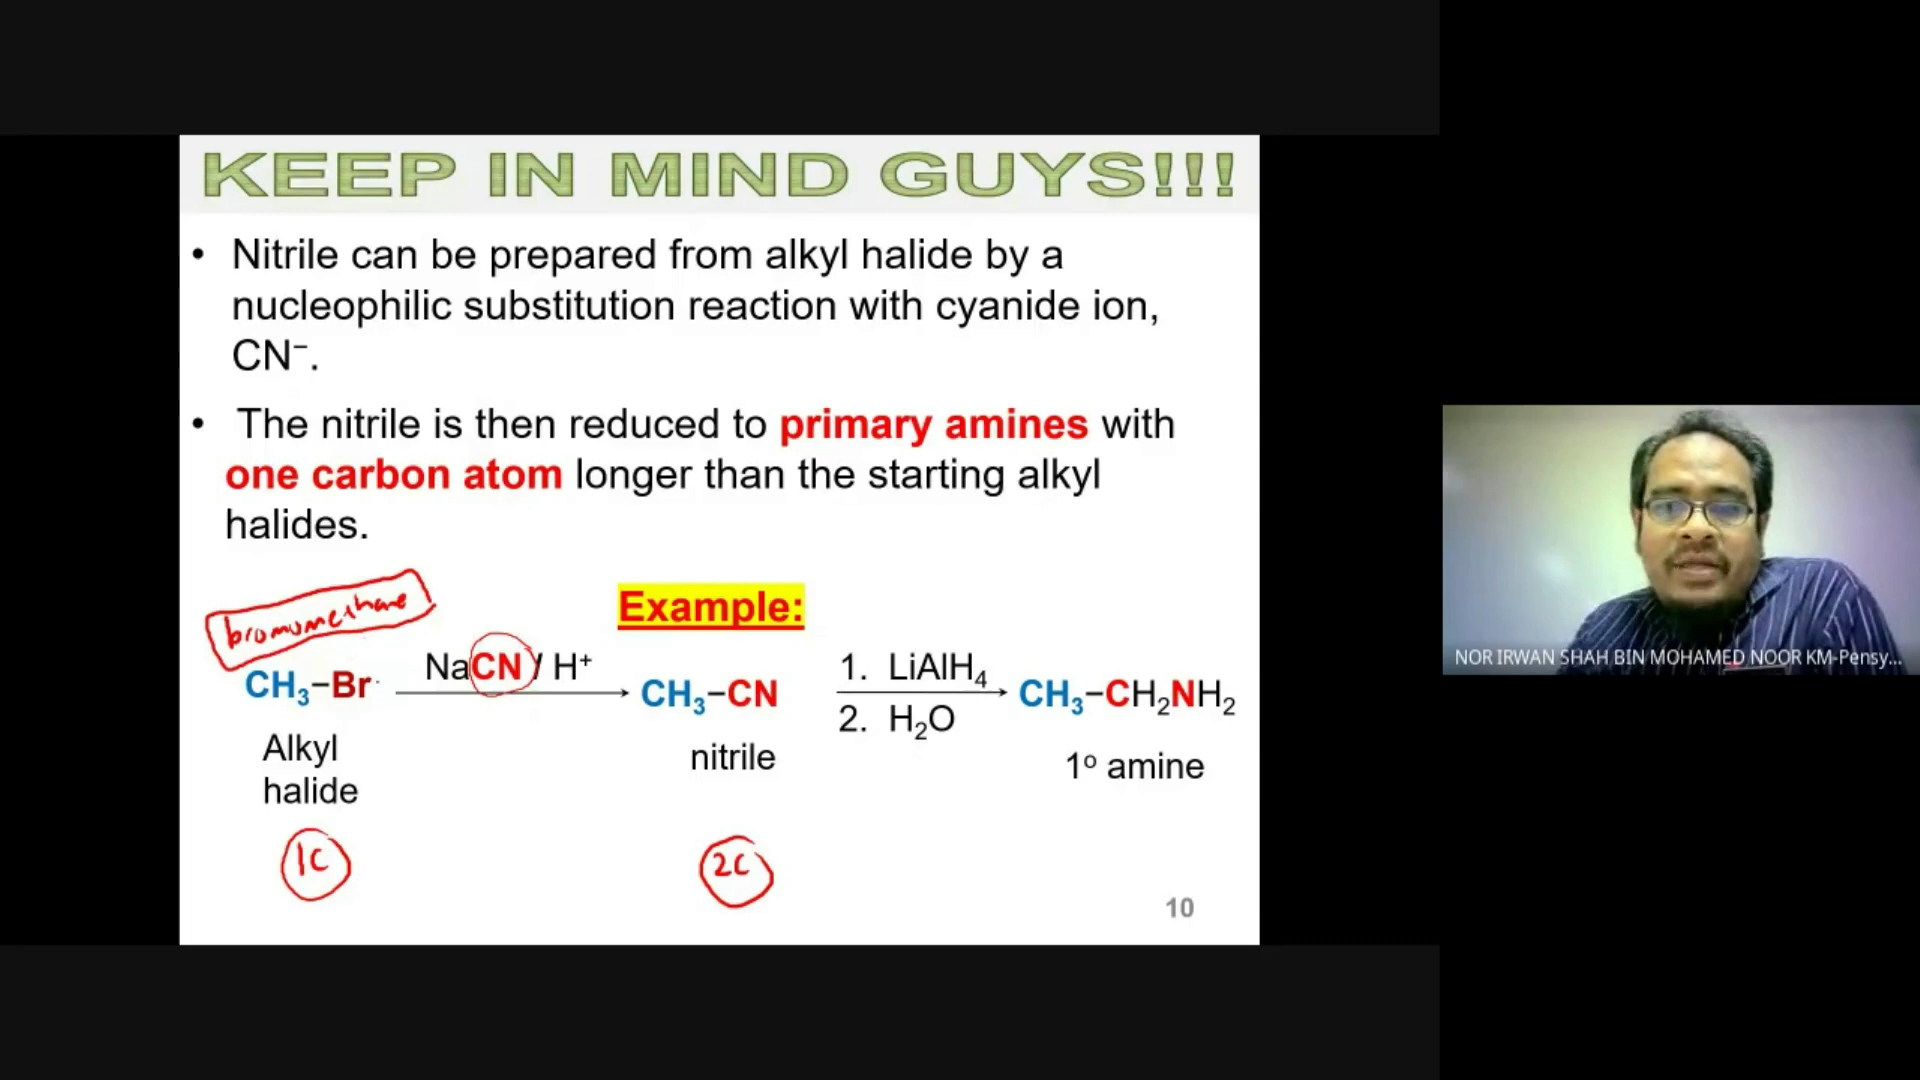 KEEP IN MIND GUYS!!!
• Nitrile can be prepared from alkyl halide by a
nucleophilic substitution reaction with cyanide ion,
CN⁻.
• The nitrile is then reduced to primary amines with
one carbon atom longer than the starting alkyl
halides.
bromomethane
Example:
CH₃−Br
NaCN / H⁺
CH₃−CN
1. LiAlH₄
2. H₂O
CH₃−CH₂NH₂
Alkyl
halide
nitrile
1º amine
1C
2C
10
NOR IRWAN SHAH BIN MOHAMED NOOR KM-Pensy...